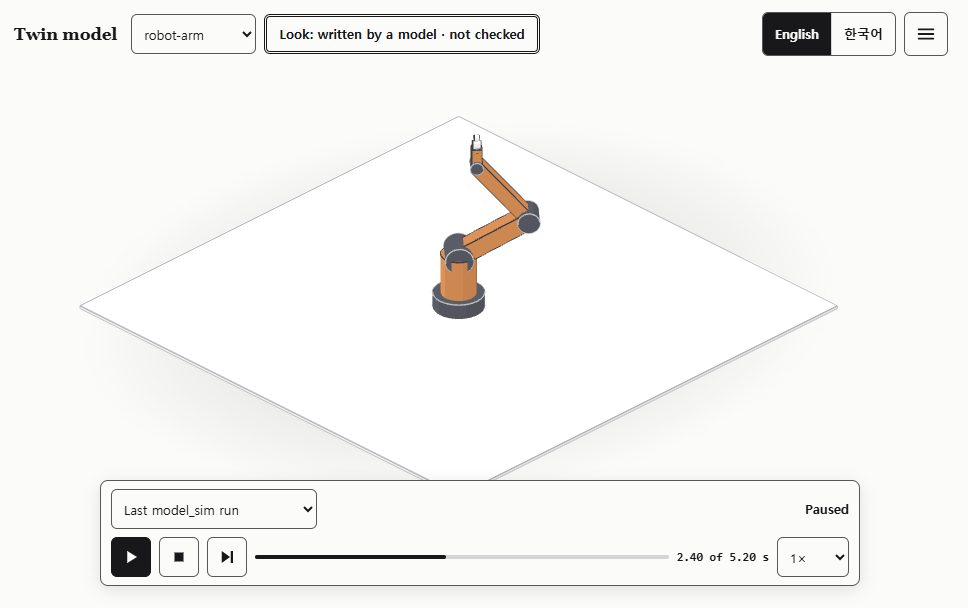 Twin model
robot-arm
Look: written by a model · not checked
English
한국어
Last model_sim run
Paused
2.40 of 5.20 s
1×